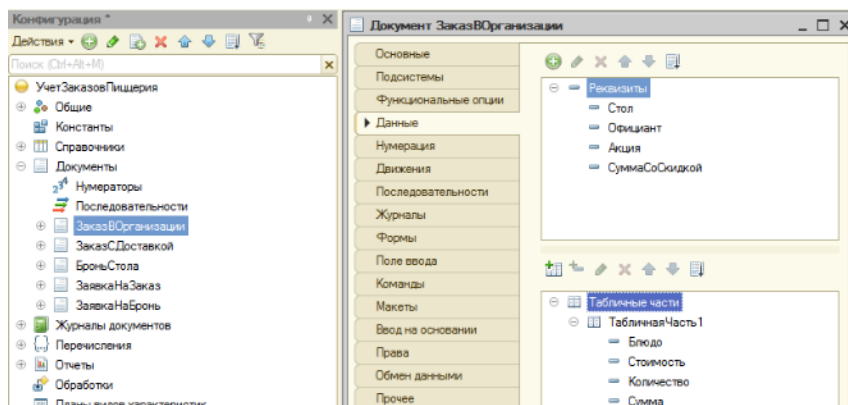 Конфигурация *
Действия
Поиск (Ctrl+Alt+M)
УчетЗаказовПиццерия
Общие
Константы
Справочники
Документы
Нумераторы
Последовательности
ЗаказВОрганизации
ЗаказСДоставкой
БроньСтола
ЗаявкаНаЗаказ
ЗаявкаНаБронь
Журналы документов
Перечисления
Отчеты
Обработки
Планы видов характеристик
Документ ЗаказВОрганизации
Основные
Подсистемы
Функциональные опции
Данные
Нумерация
Движения
Последовательности
Журналы
Формы
Поле ввода
Команды
Макеты
Ввод на основании
Права
Обмен данными
Прочее
Реквизиты
Стол
Официант
Акция
СуммаСоСкидкой
Табличные части
ТабличнаяЧасть1
Блюдо
Стоимость
Количество
Сумма